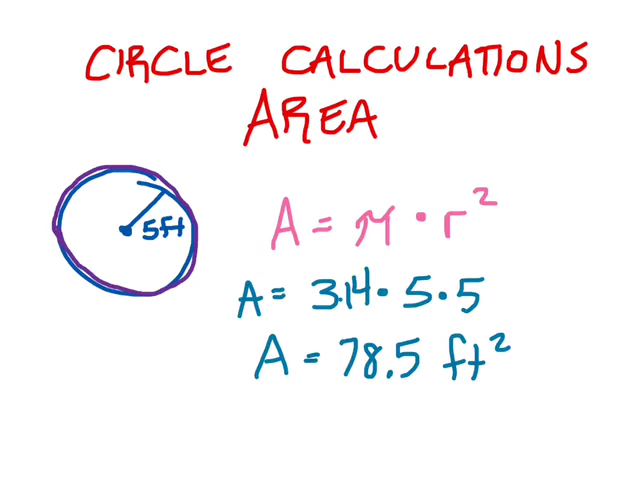 CIRCLE CALCULATIONS
AREA
5ft
A = π · r²
A = 3.14 · 5 · 5
A = 78.5 ft²